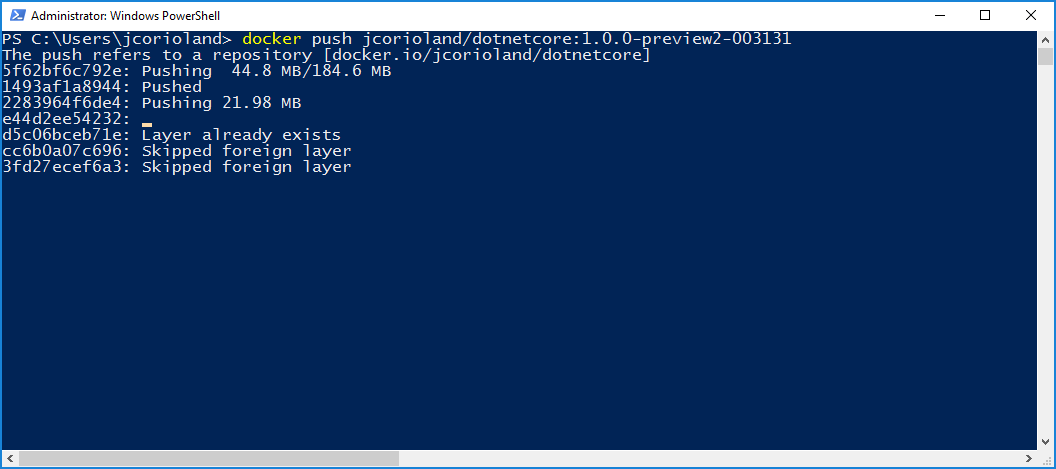 Administrator: Windows PowerShell
PS C:\Users\jcorioland> docker push jcorioland/dotnetcore:1.0.0-preview2-003131
The push refers to a repository [docker.io/jcorioland/dotnetcore]
5f62bf6c792e: Pushing  44.8 MB/184.6 MB
1493af1a8944: Pushed
2283964f6de4: Pushing 21.98 MB
e44d2ee54232:
d5c06bceb71e: Layer already exists
cc6b0a07c696: Skipped foreign layer
3fd27ecef6a3: Skipped foreign layer